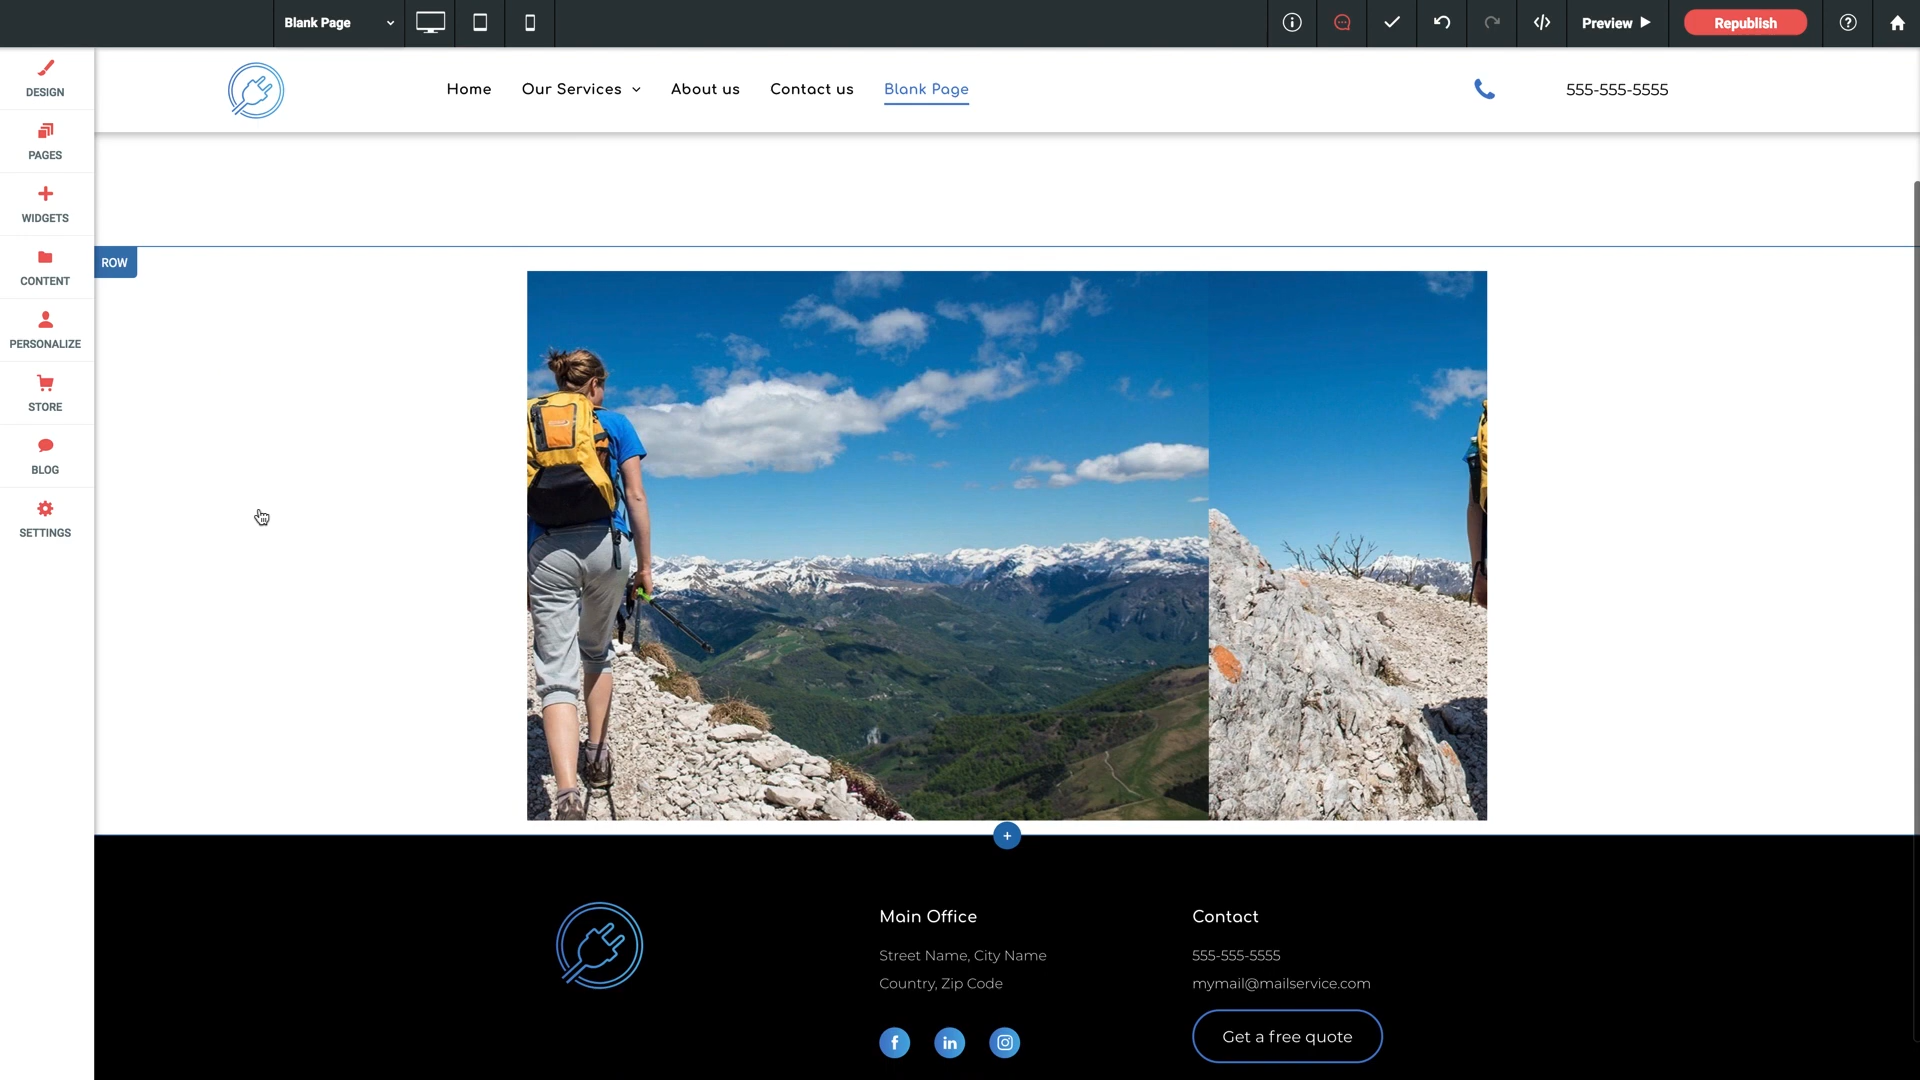 Blank Page
Preview
Republish
DESIGN
PAGES
WIDGETS
CONTENT
PERSONALIZE
STORE
BLOG
SETTINGS
Home
Our Services
About us
Contact us
Blank Page
555-555-5555
ROW
Main Office
Street Name, City Name
Country, Zip Code
Contact
555-555-5555
mymail@mailservice.com
Get a free quote